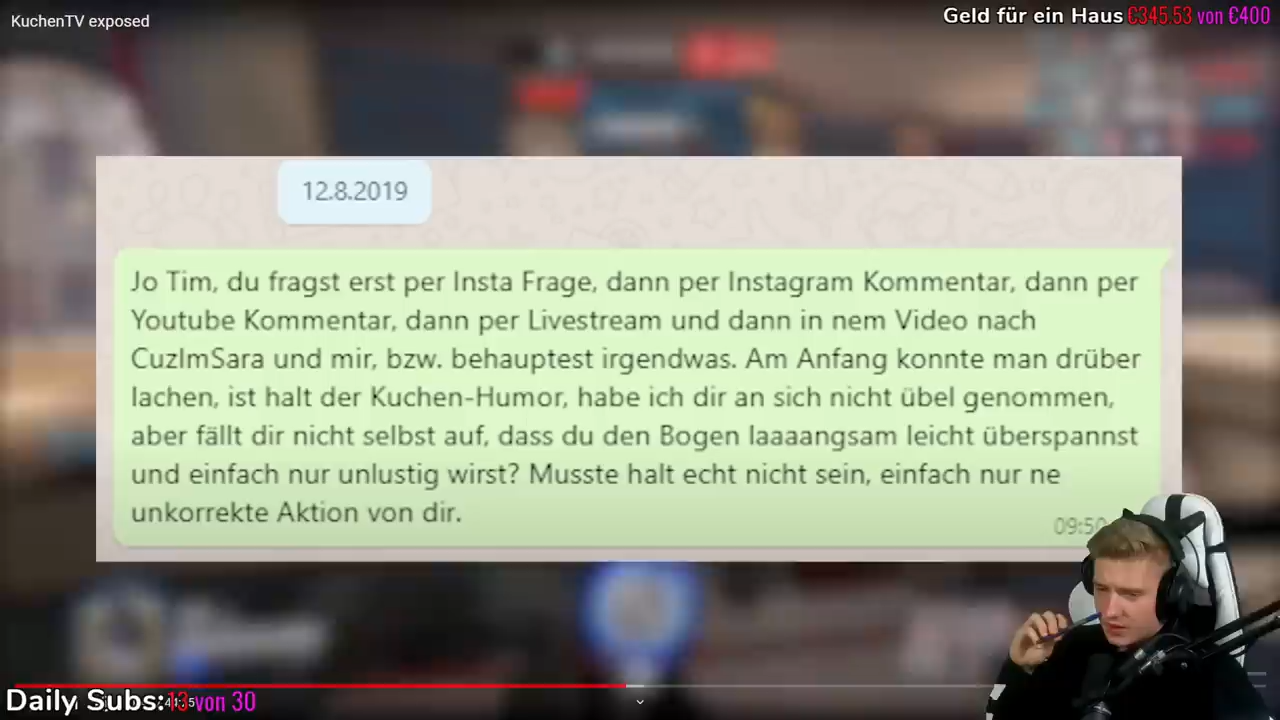 KuchenTV exposed
Geld für ein Haus €345.53 von €400
12.8.2019
Jo Tim, du fragst erst per Insta Frage, dann per Instagram Kommentar, dann per
Youtube Kommentar, dann per Livestream und dann in nem Video nach
CuzImSara und mir, bzw. behauptest irgendwas. Am Anfang konnte man drüber
lachen, ist halt der Kuchen-Humor, habe ich dir an sich nicht übel genommen,
aber fällt dir nicht selbst auf, dass du den Bogen laaaangsam leicht überspannst
und einfach nur unlustig wirst? Musste halt echt nicht sein, einfach nur ne
unkorrekte Aktion von dir.
09:50
Daily Subs: 13 von 30